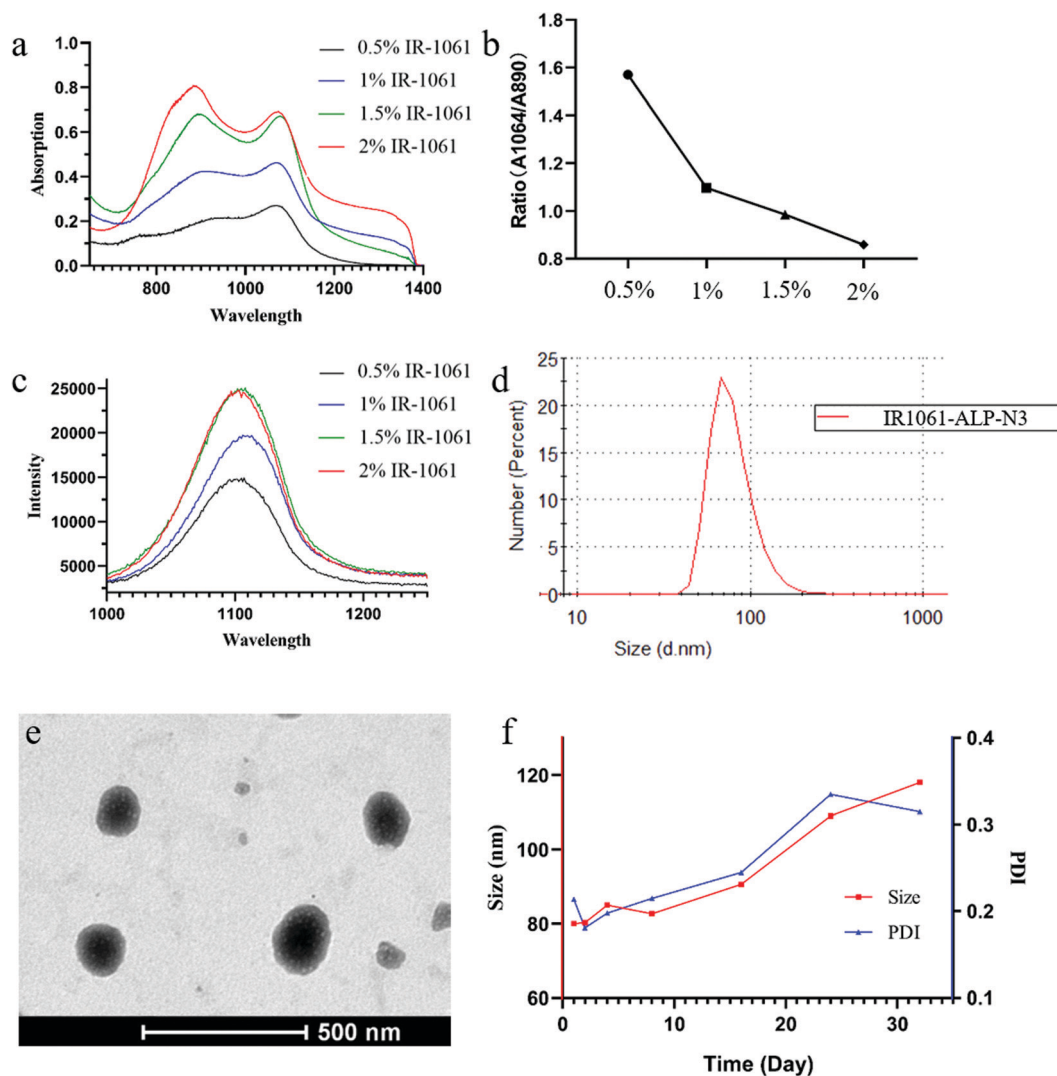 a
1.0
0.8
0.6
0.4
0.2
0.0
Absorption
800 1000 1200 1400
Wavelength
0.5% IR-1061
1% IR-1061
1.5% IR-1061
2% IR-1061
b
1.6
1.4
1.2
1.0
0.8
Ratio(A1064/A890)
0.5% 1% 1.5% 2%
c
25000
20000
15000
10000
5000
Intensity
1000 1100 1200
Wavelength
0.5% IR-1061
1% IR-1061
1.5% IR-1061
2% IR-1061
d
25
20
15
10
5
0
Number (Percent)
10 100 1000
Size (d.nm)
IR1061-ALP-N3
e
500 nm
f
120
100
80
60
Size (nm)
0.4
0.3
0.2
0.1
PDI
Size
PDI
0 10 20 30
Time (Day)